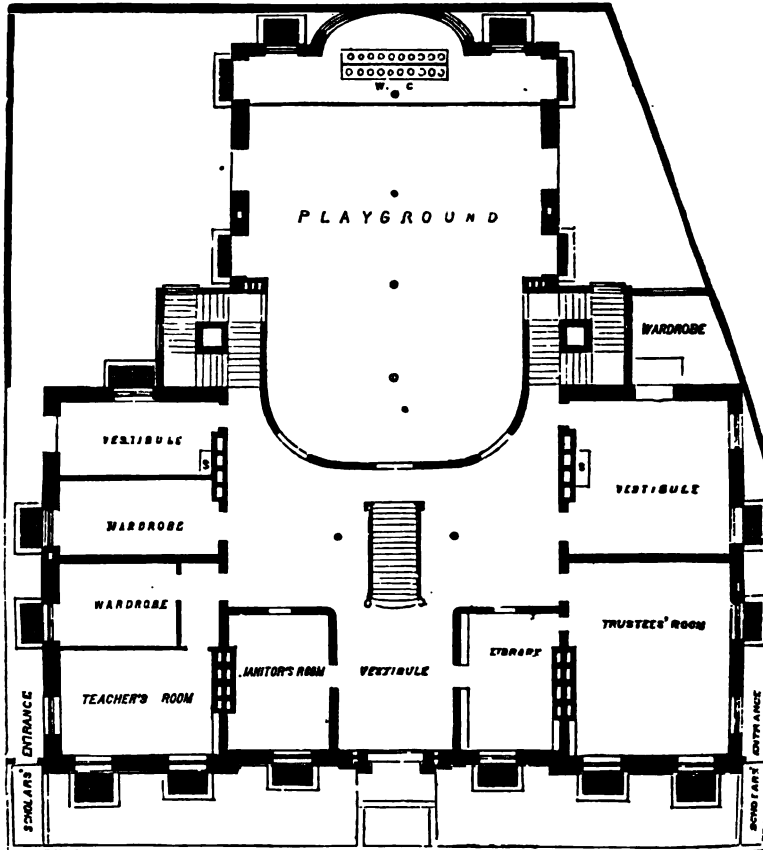 W. C
PLAYGROUND
WARDROBE
VESTIBULE
S
S
VESTIBULE
WARDROBE
WARDROBE
TRUSTEES' ROOM
JANITOR'S ROOM
VESTIBULE
LIBRARY
TEACHER'S ROOM
SCHOLARS' ENTRANCE
SCHOLARS' ENTRANCE